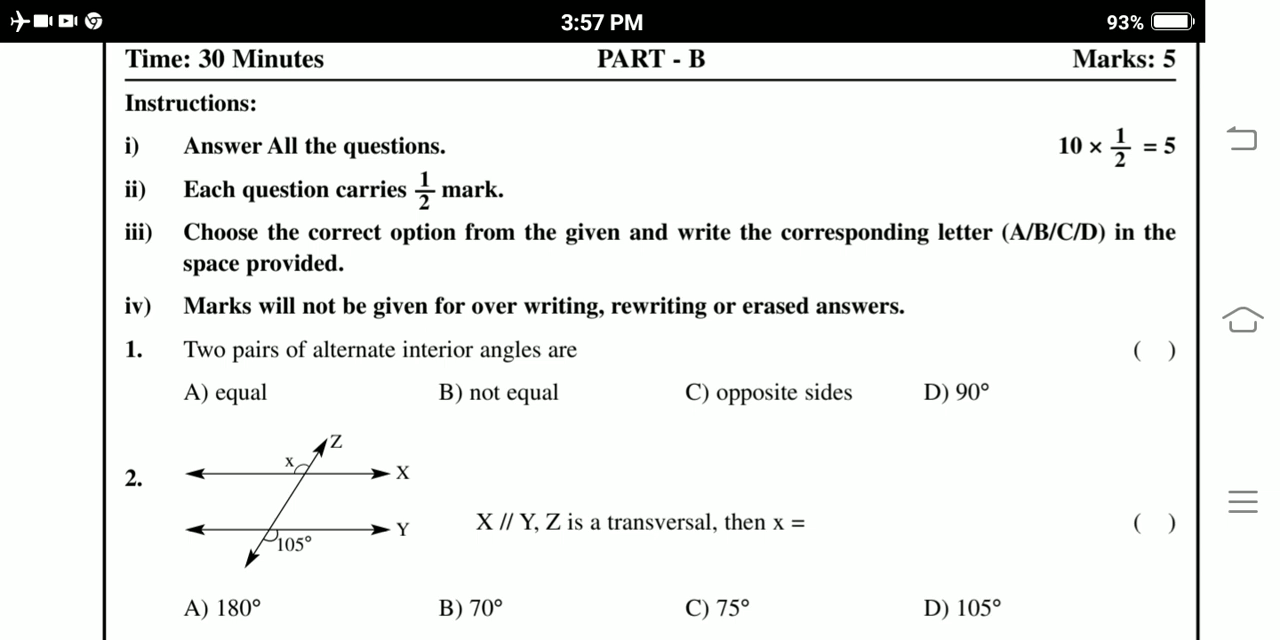 3:57 PM
93%
Time: 30 Minutes PART - B Marks: 5
Instructions:
i) Answer All the questions. 10 × 1/2 = 5
ii) Each question carries 1/2 mark.
iii) Choose the correct option from the given and write the corresponding letter (A/B/C/D) in the
space provided.
iv) Marks will not be given for over writing, rewriting or erased answers.
1. Two pairs of alternate interior angles are ( )
A) equal B) not equal C) opposite sides D) 90°
2.
Z
x
X
Y
105°
X // Y, Z is a transversal, then x = ( )
A) 180° B) 70° C) 75° D) 105°